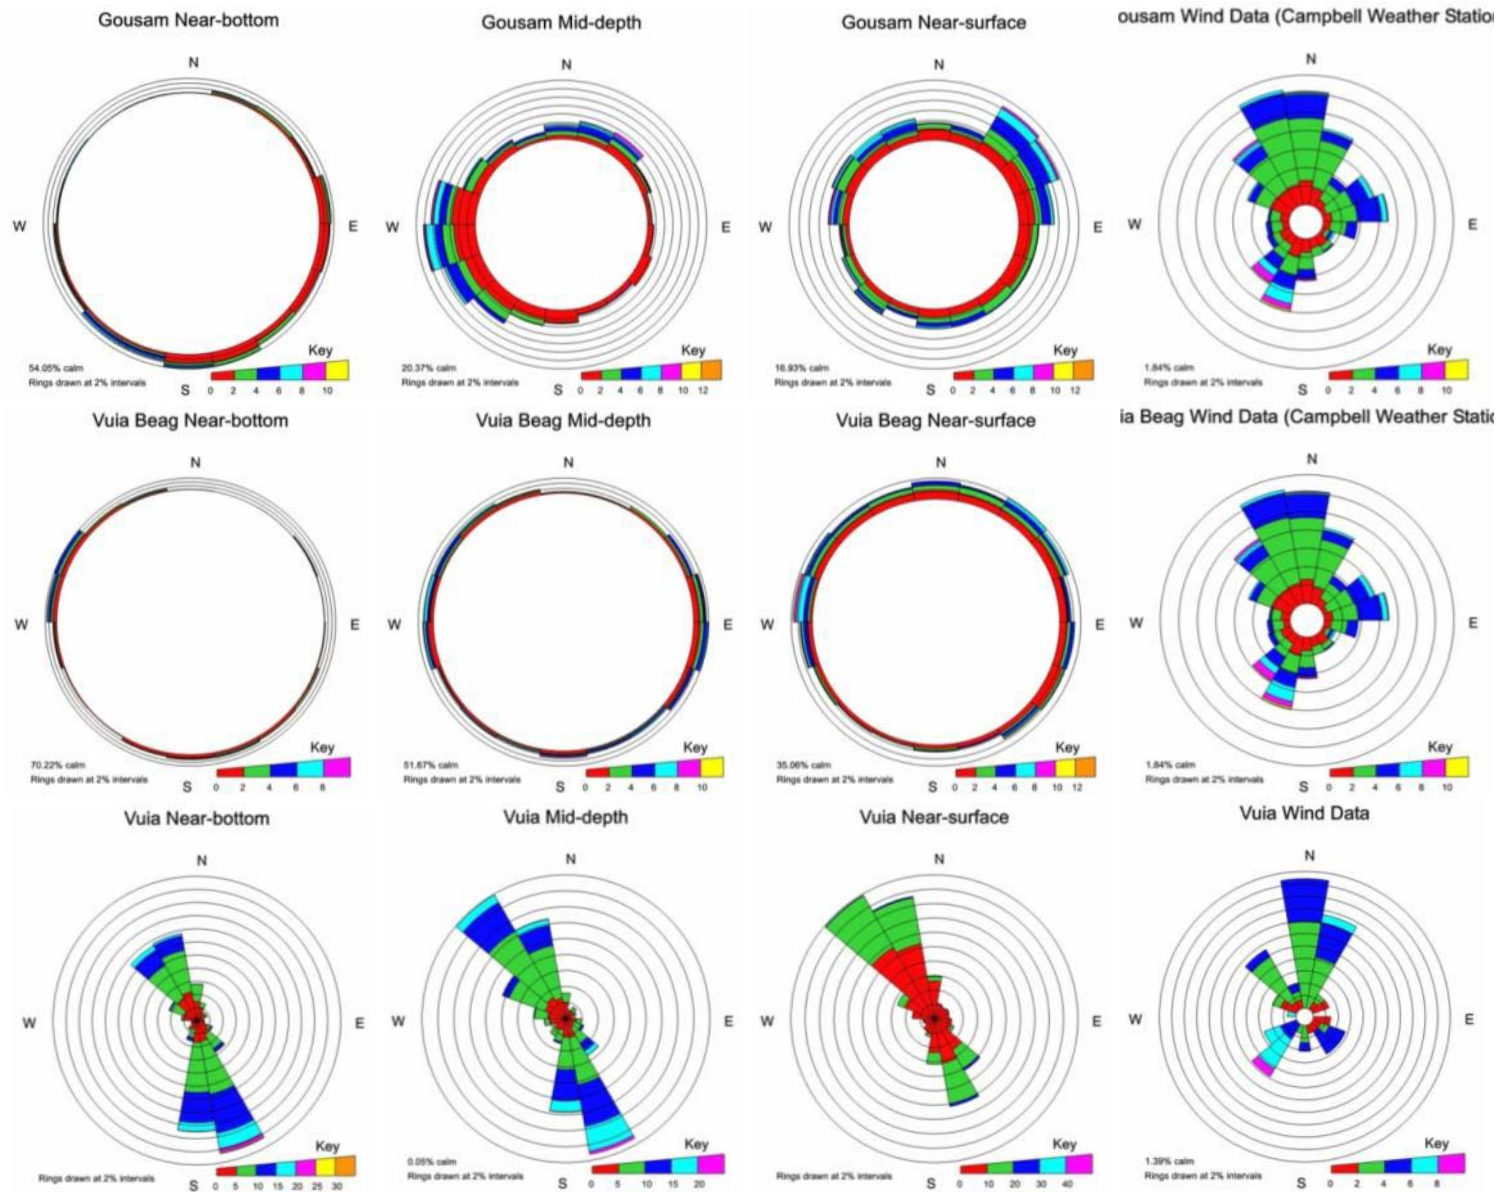 Gousam Near-bottom
N
W
E
S
54.05% calm
Rings drawn at 2% intervals
Key
0 2 4 6 8 10
Gousam Mid-depth
N
W
E
S
20.37% calm
Rings drawn at 2% intervals
Key
0 2 4 6 8 10 12
Gousam Near-surface
N
W
E
S
16.93% calm
Rings drawn at 2% intervals
Key
0 2 4 6 8 10 12
ousam Wind Data (Campbell Weather Statio
N
W
E
S
1.84% calm
Rings drawn at 2% intervals
Key
0 2 4 6 8 10
Vuia Beag Near-bottom
N
W
E
S
70.22% calm
Rings drawn at 2% intervals
Key
0 2 4 6 8
Vuia Beag Mid-depth
N
W
E
S
51.67% calm
Rings drawn at 2% intervals
Key
0 2 4 6 8 10
Vuia Beag Near-surface
N
W
E
S
35.06% calm
Rings drawn at 2% intervals
Key
0 2 4 6 8 10 12
ia Beag Wind Data (Campbell Weather Static
N
W
E
S
1.84% calm
Rings drawn at 2% intervals
Key
0 2 4 6 8 10
Vuia Near-bottom
N
W
E
S
Rings drawn at 2% intervals
Key
0 5 10 15 20 25 30
Vuia Mid-depth
N
W
E
S
0.05% calm
Rings drawn at 2% intervals
Key
0 5 10 15 20
Vuia Near-surface
N
W
E
S
Rings drawn at 2% intervals
Key
0 10 20 30 40
Vuia Wind Data
N
W
E
S
1.39% calm
Rings drawn at 2% intervals
Key
0 2 4 6 8